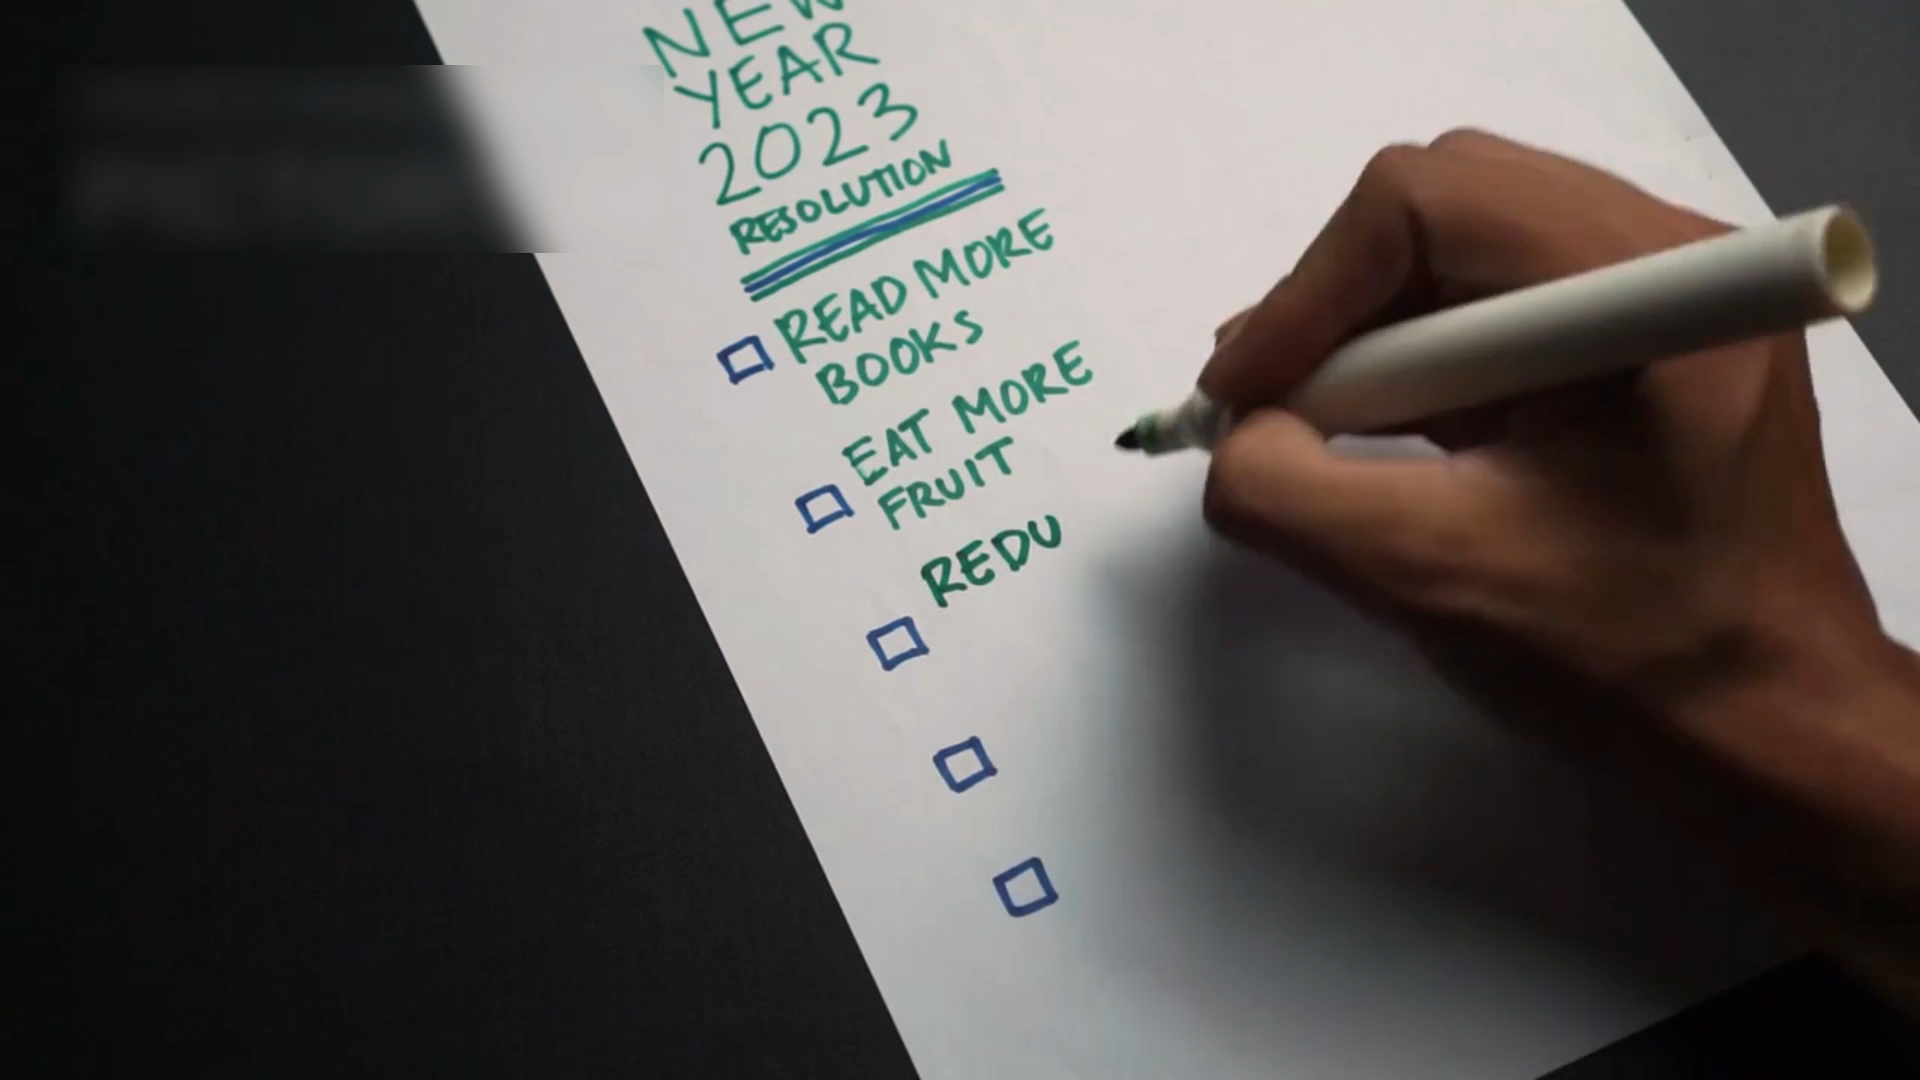 NEW
YEAR
2023
RESOLUTION
READ MORE
BOOKS
EAT MORE
FRUIT
REDU